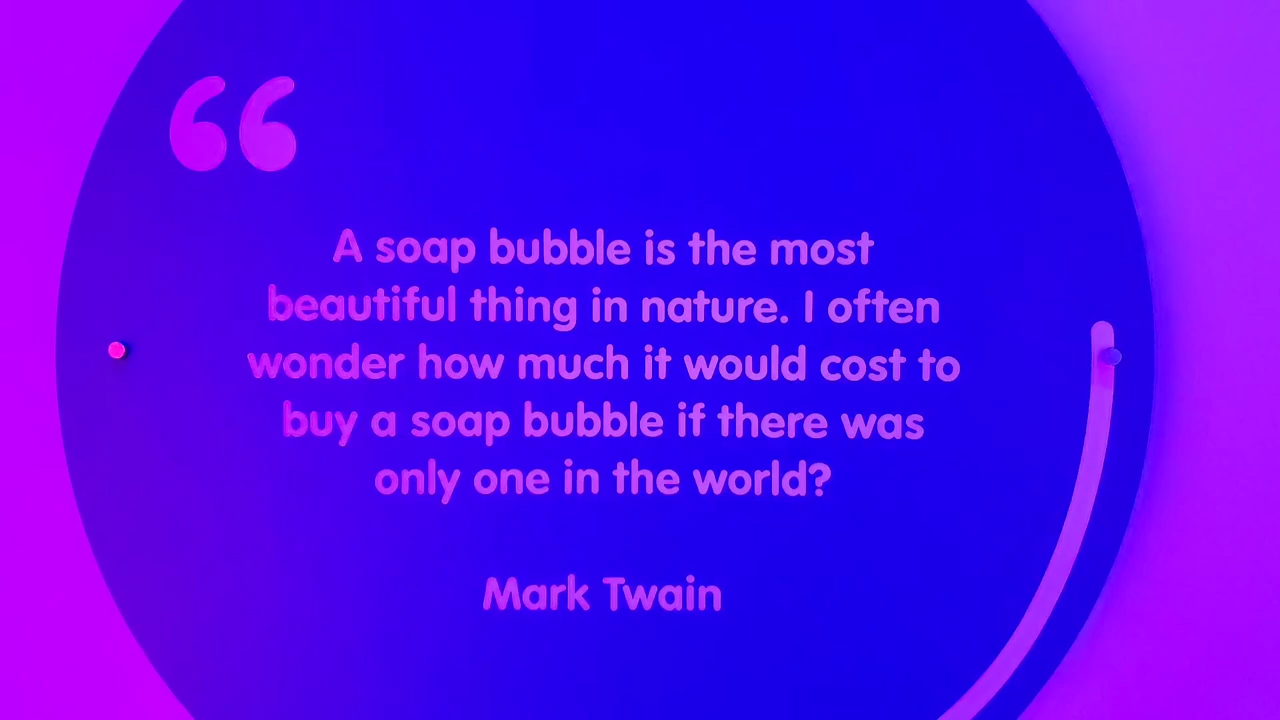 “
A soap bubble is the most
beautiful thing in nature. I often
wonder how much it would cost to
buy a soap bubble if there was
only one in the world?
Mark Twain